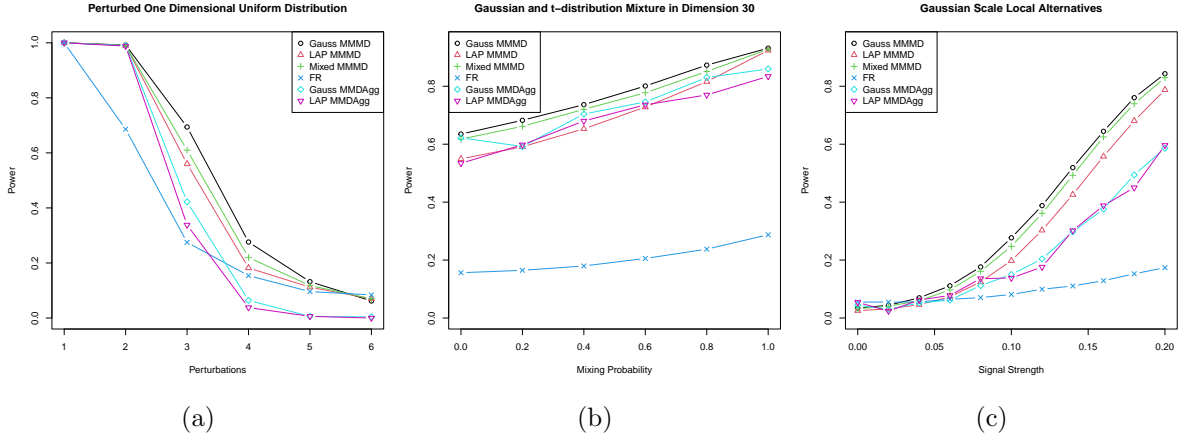 Perturbed One Dimensional Uniform Distribution
Power
0.0
0.2
0.4
0.6
0.8
1.0
Gauss MMMD
LAP MMMD
Mixed MMMD
FR
Gauss MMDAgg
LAP MMDAgg
1 2 3 4 5 6
Perturbations
(a)
Gaussian and t−distribution Mixture in Dimension 30
Power
0.0
0.2
0.4
0.6
0.8
Gauss MMMD
LAP MMMD
Mixed MMMD
FR
Gauss MMDAgg
LAP MMDAgg
0.0 0.2 0.4 0.6 0.8 1.0
Mixing Probability
(b)
Gaussian Scale Local Alternatives
Power
0.0
0.2
0.4
0.6
0.8
Gauss MMMD
LAP MMMD
Mixed MMMD
FR
Gauss MMDAgg
LAP MMDAgg
0.00 0.05 0.10 0.15 0.20
Signal Strength
(c)